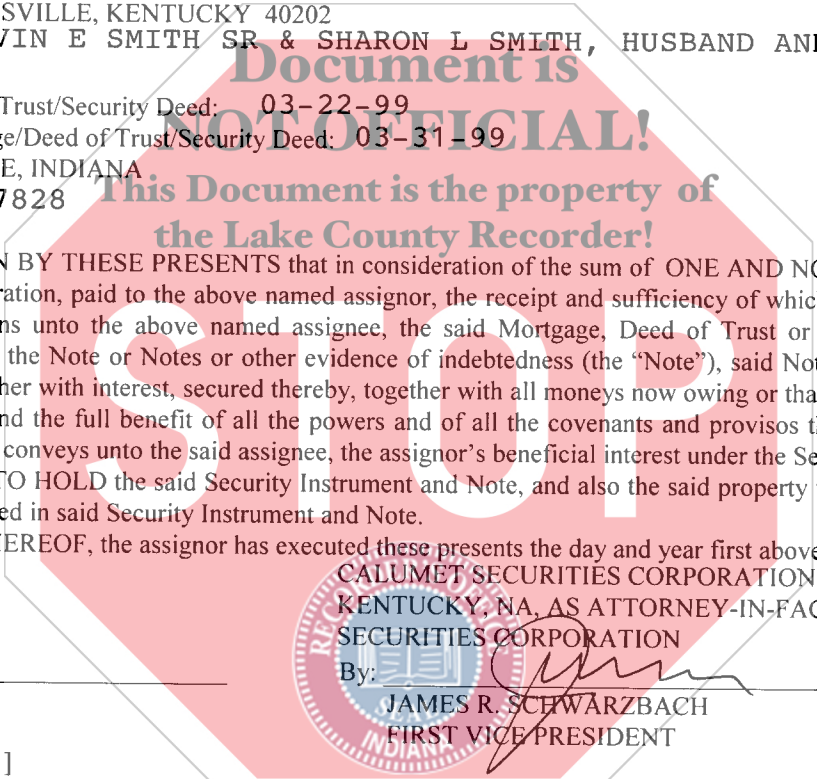 SVILLE, KENTUCKY 40202
VIN E SMITH SR & SHARON L SMITH, HUSBAND AN
Document is
Trust/Security Deed: 03-22-99
NOT OFFICIAL!
ge/Deed of Trust/Security Deed: 03-31-99
E, INDIANA
This Document is the property of
7828
the Lake County Recorder!
N BY THESE PRESENTS that in consideration of the sum of ONE AND NO
ration, paid to the above named assignor, the receipt and sufficiency of whic
ns unto the above named assignee, the said Mortgage, Deed of Trust or
the Note or Notes or other evidence of indebtedness (the “Note”), said No
her with interest, secured thereby, together with all moneys now owing or tha
nd the full benefit of all the powers and of all the covenants and provisos t
conveys unto the said assignee, the assignor’s beneficial interest under the Se
TO HOLD the said Security Instrument and Note, and also the said property
ed in said Security Instrument and Note.
STOP
EREOF, the assignor has executed these presents the day and year first above
CALUMET SECURITIES CORPORATION
KENTUCKY, NA, AS ATTORNEY-IN-FAC
SECURITIES CORPORATION
By:
JAMES R. SCHWARZBACH
FIRST VICE PRESIDENT
SEAL
INDIANA
]